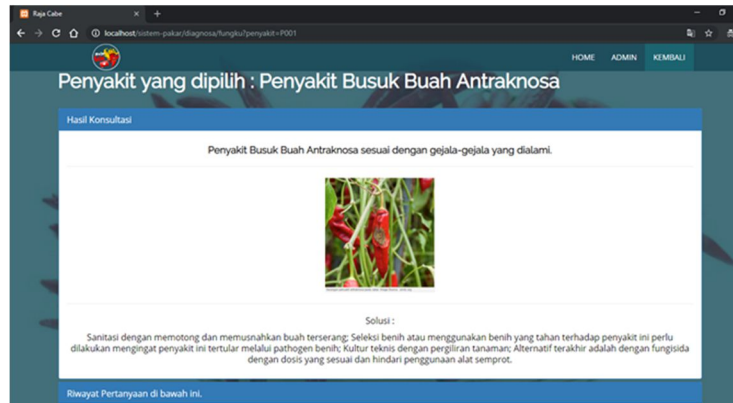 Raja Cabe
localhost/sistem-pakar/diagnosa/fungku?penyakit=P001
HOME ADMIN KEMBALI
Penyakit yang dipilih : Penyakit Busuk Buah Antraknosa
Hasil Konsultasi
Penyakit Busuk Buah Antraknosa sesuai dengan gejala-gejala yang dialami.
Solusi :
Sanitasi dengan memotong dan memusnahkan buah terserang; Seleksi benih atau menggunakan benih yang tahan terhadap penyakit ini perlu
dilakukan mengingat penyakit ini tertular melalui pathogen benih; Kultur teknis dengan pergiliran tanaman; Alternatif terakhir adalah dengan fungisida
dengan dosis yang sesuai dan hindari penggunaan alat semprot.
Riwayat Pertanyaan di bawah ini.